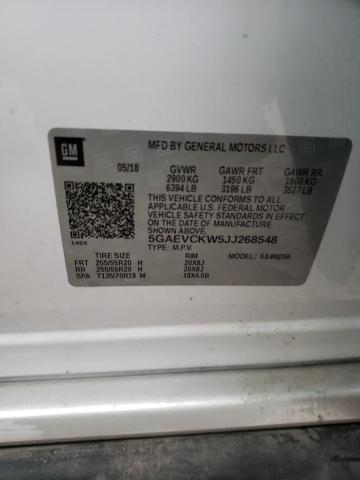 GM
MFD BY GENERAL MOTORS LLC
05/18 GVWR GAWR FRT GAWR RR
2900 KG 1450 KG 1600 KG
6394 LB 3196 LB 3527 LB
THIS VEHICLE CONFORMS TO ALL APPLICABLE
U.S. FEDERAL MOTOR VEHICLE SAFETY
STANDARDS IN EFFECT ON THE DATE OF
MANUFACTURE SHOWN ABOVE.
5GAEVCKW5JJ268548
140X
TYPE: M.P.V. MODEL:
TIRE SIZE RIM
FRT 255/55R20 H 20X8J
RR 255/55R20 H 20X8J
SPA T135/70R18 M 18X4.5B